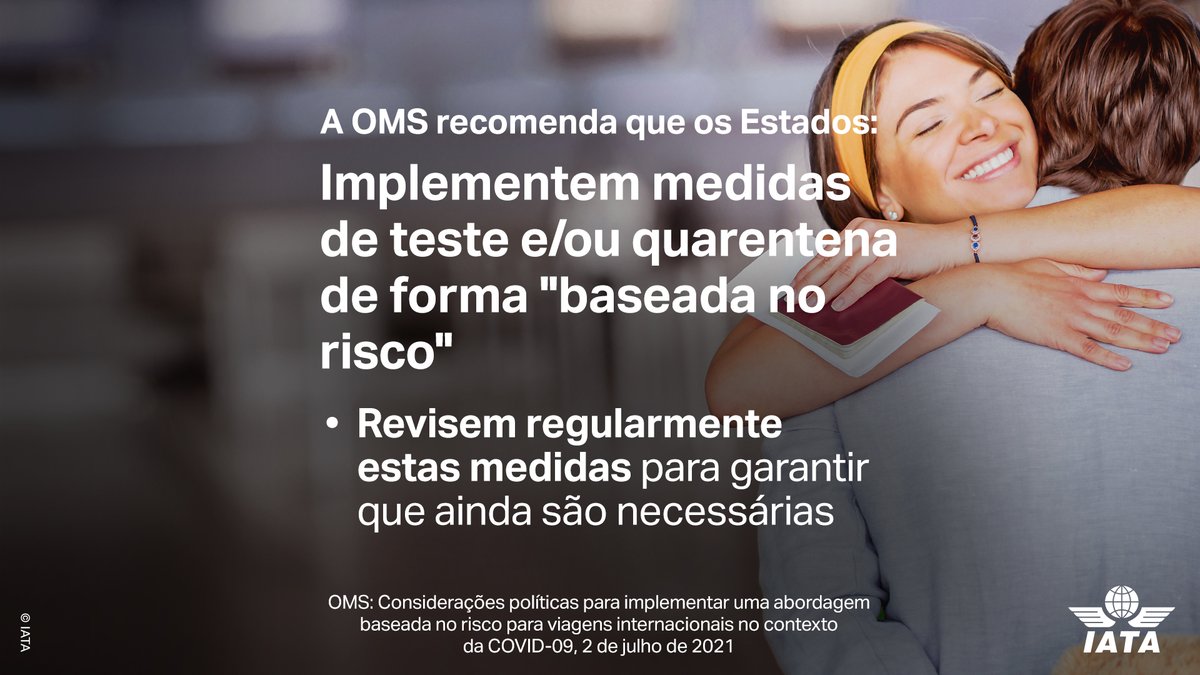 A OMS recomenda que os Estados:
Implementem medidas
de teste e/ou quarentena
de forma "baseada no
risco"
• Revisem regularmente
estas medidas para garantir
que ainda são necessárias
OMS: Considerações políticas para implementar uma abordagem
baseada no risco para viagens internacionais no contexto
da COVID-09, 2 de julho de 2021
© IATA
IATA